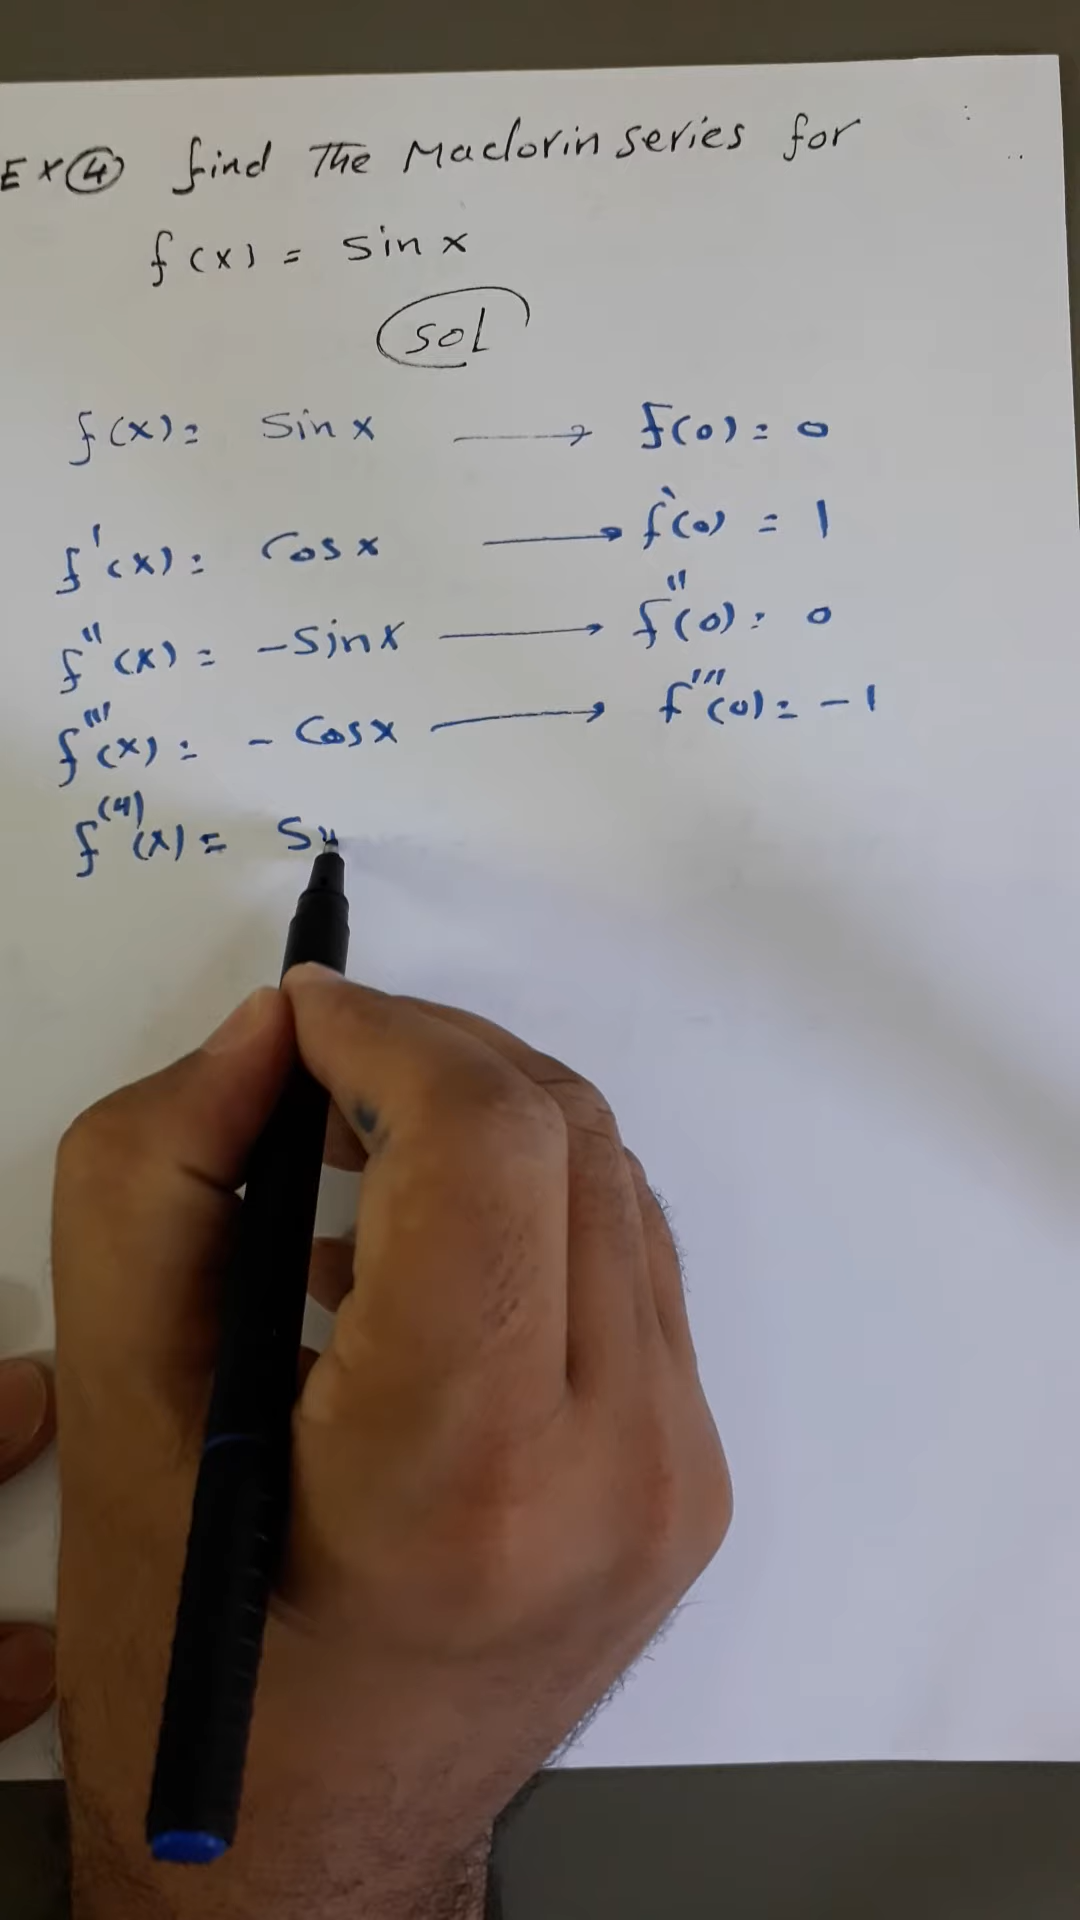 EX④ find The Maclorin series for
f(x) = sin x
sol
f(x) = sin x → f(0) = 0
f'(x) = cos x → f'(0) = 1
f''(x) = -sin x → f''(0) = 0
f'''(x) = - cos x → f'''(0) = -1
f⁽⁴⁾(x) = S